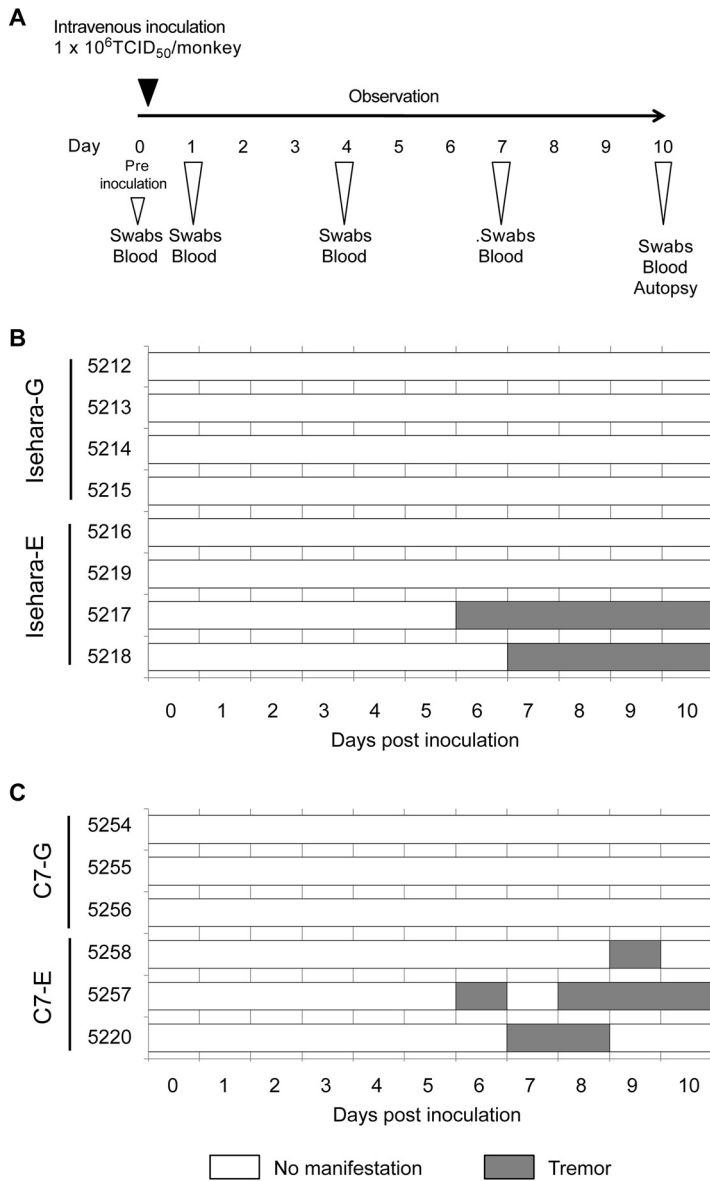 A
Intravenous inoculation
1 x 10⁶TCID₅₀/monkey
Observation
Day 0 1 2 3 4 5 6 7 8 9 10
Pre
inoculation
Swabs Swabs Swabs .Swabs Swabs
Blood Blood Blood Blood Blood
Autopsy
B
Isehara-G
5212
5213
5214
5215
Isehara-E
5216
5219
5217
5218
0 1 2 3 4 5 6 7 8 9 10
Days post inoculation
C
C7-G
5254
5255
5256
C7-E
5258
5257
5220
0 1 2 3 4 5 6 7 8 9 10
Days post inoculation
No manifestation Tremor